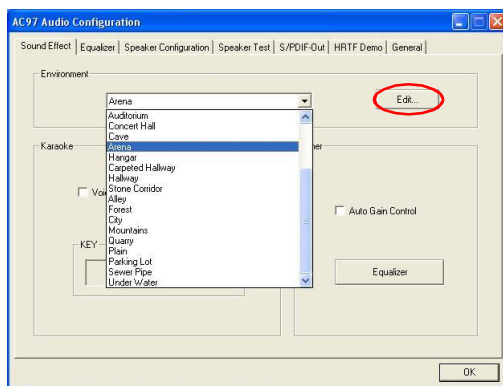 AC97 Audio Configuration
Sound Effect Equalizer Speaker Configuration Speaker Test S/PDIF-Out HRTF Demo General
Environment
Arena Edit...
Auditorium
Concert Hall
Cave
Arena
Hangar
Carpeted Hallway
Hallway
Stone Corridor
Alley
Forest
City
Mountains
Quarry
Plain
Parking Lot
Sewer Pipe
Under Water
Karaoke
Auto Gain Control
KEY
Equalizer
OK